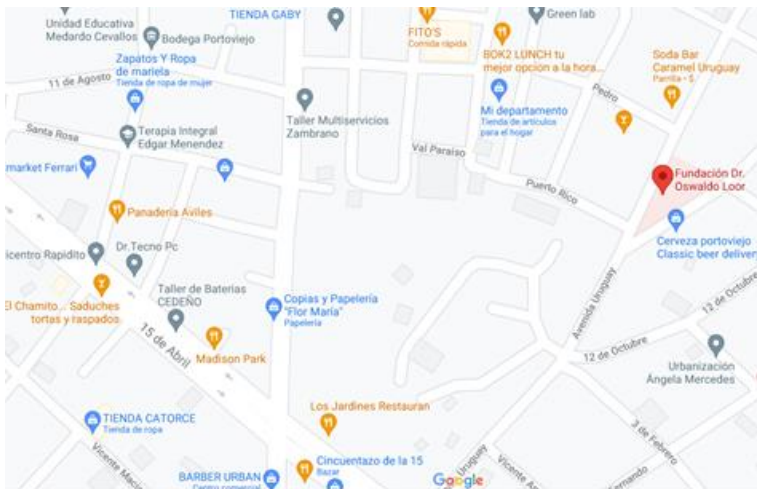 Unidad Educativa
Medardo Cevallos
Bodega Portoviejo
TIENDA GABY
FITO'S
Comida rápida
Green lab
BOK2 LUNCH tu
mejor opción a la hora...
Soda Bar
Caramel Uruguay
Parrilla • $
Zapatos Y Ropa
de mariela
Tienda de ropa de mujer
11 de Agosto
Pedro
Mi departamento
Tienda de artículos
para el hogar
Taller Multiservicios
Zambrano
Santa Rosa
Terapia Integral
Edgar Menendez
Val Paraiso
market Ferrari
Puerto Rico
Fundación Dr.
Oswaldo Loor
Panaderia Aviles
Cerveza portoviejo
Classic beer delivery
Dr.Tecno Pc
icentro Rapidito
Taller de Baterias
CEDEÑO
El Chamito... Saduches
tortas y raspados
Copias y Papelería
"Flor María"
Papelería
Avenida Uruguay
12 de Octubre
15 de Abril
Madison Park
12 de Octubre
Urbanización
Ángela Mercedes
Los Jardines Restauran
TIENDA CATORCE
Tienda de ropa
3 de Febrero
Vicente Mac
Cincuentazo de la 15
Bazar
Uruguay
Vicente A
ernando
BARBER URBAN
Centro comercial
Google